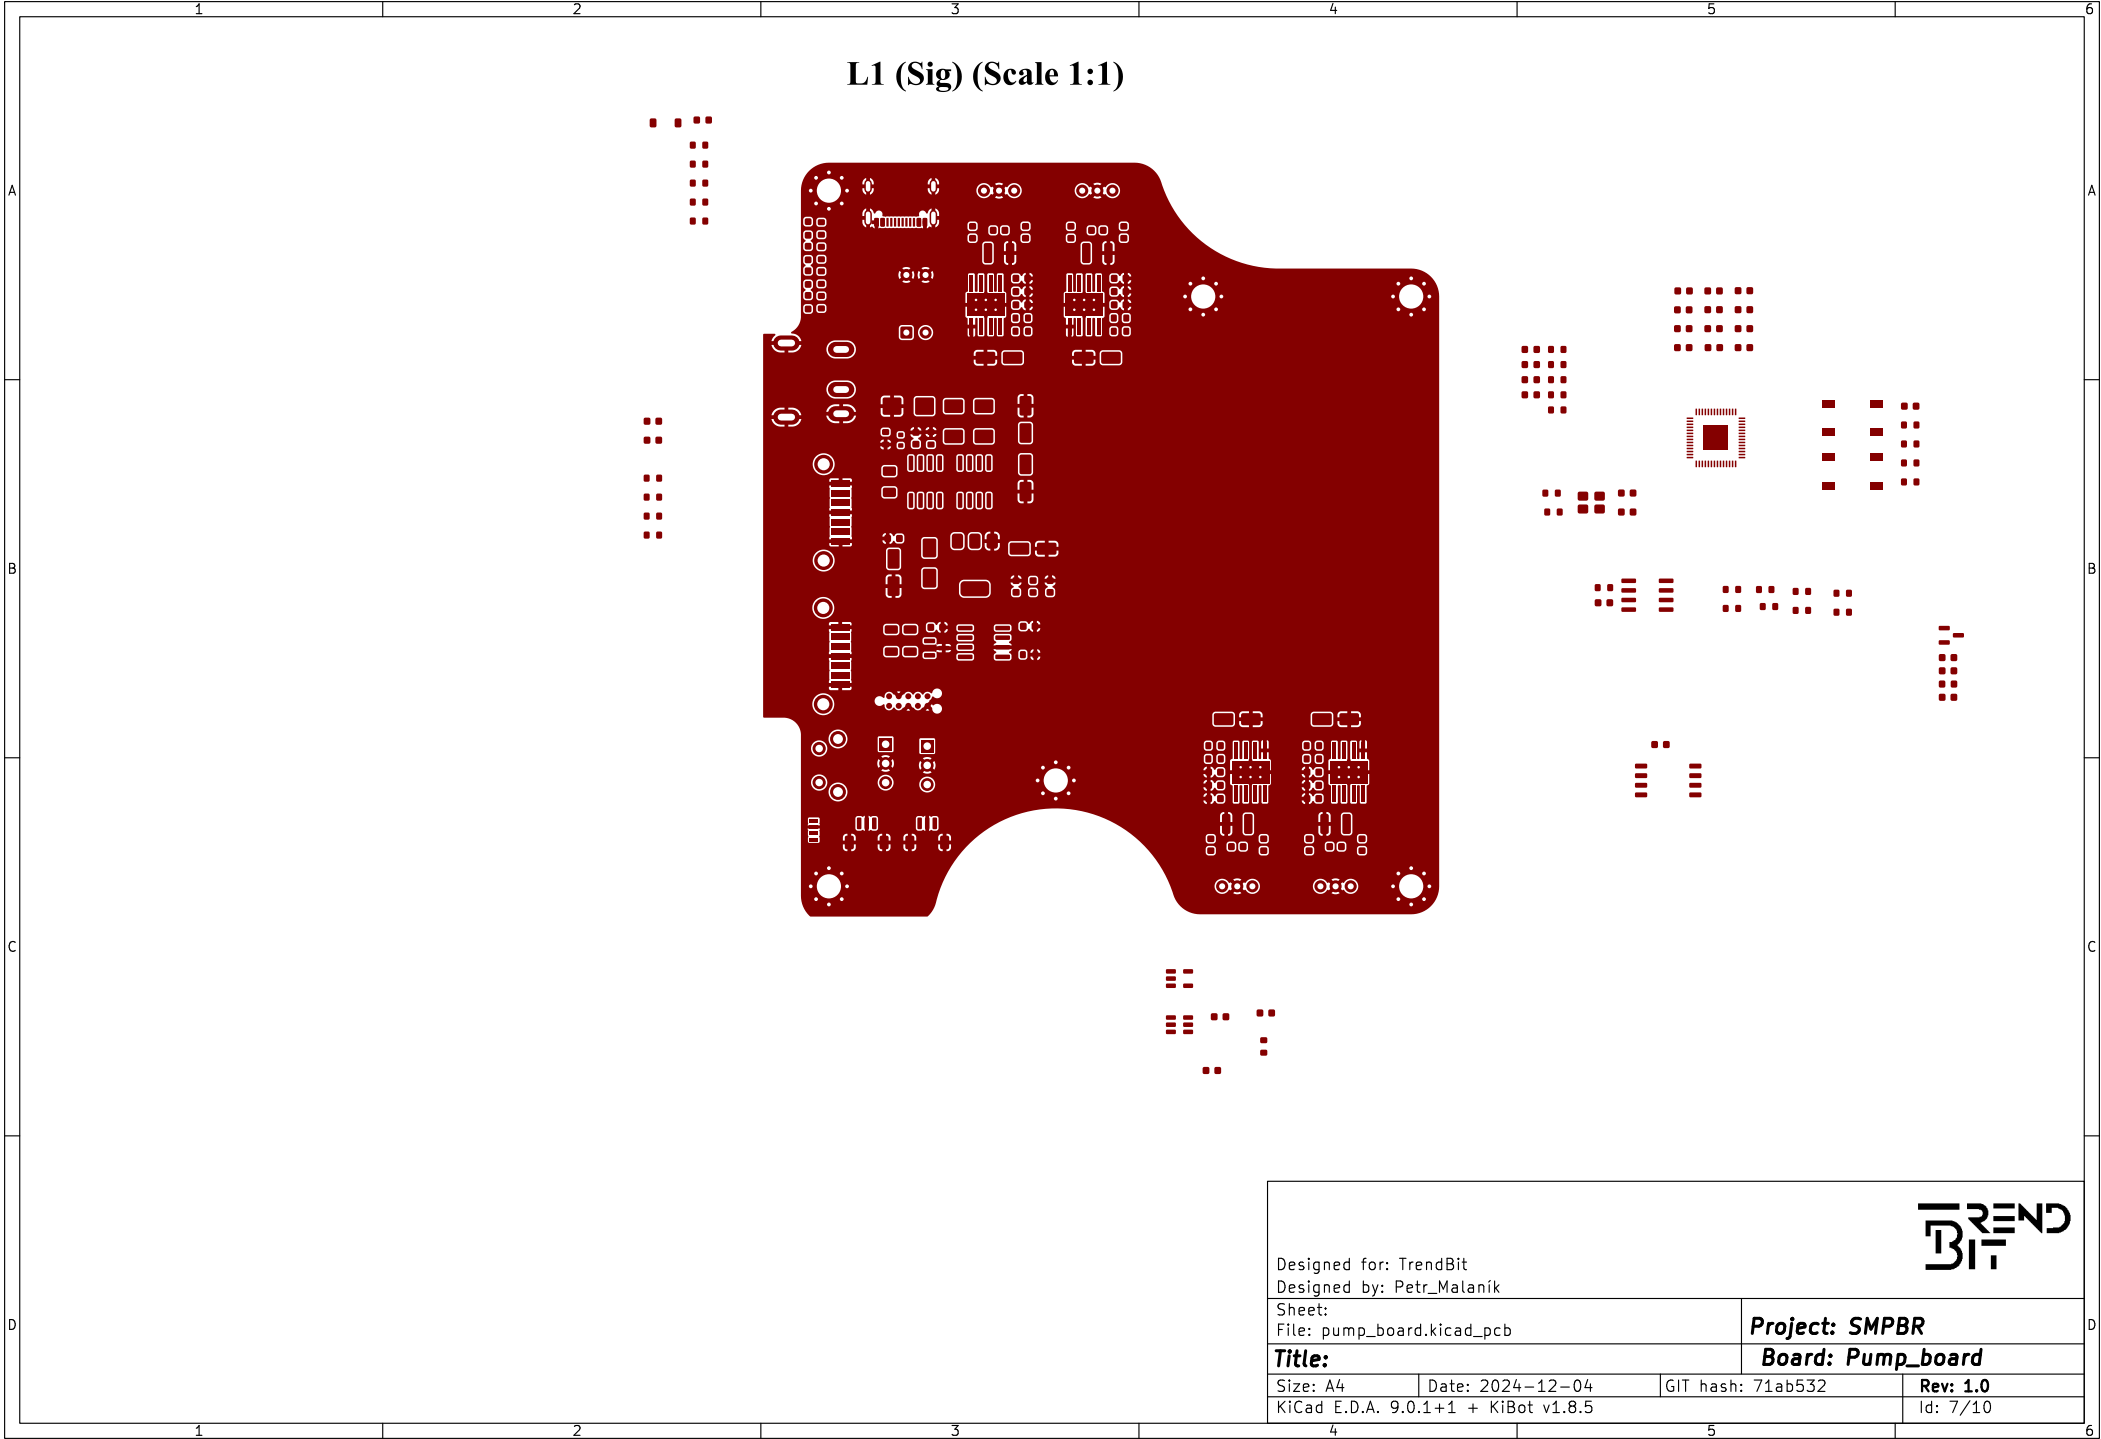 1 2 3 4 5 6
L1 (Sig) (Scale 1:1)
A A
B B
C C
D D
TREND
BIT
Designed for: TrendBit
Designed by: Petr_Malaník
Sheet:
File: pump_board.kicad_pcb
Project: SMPBR
Title:
Board: Pump_board
Size: A4
Date: 2024-12-04
GIT hash: 71ab532
Rev: 1.0
KiCad E.D.A. 9.0.1+1 + KiBot v1.8.5
Id: 7/10
1 2 3 4 5 6